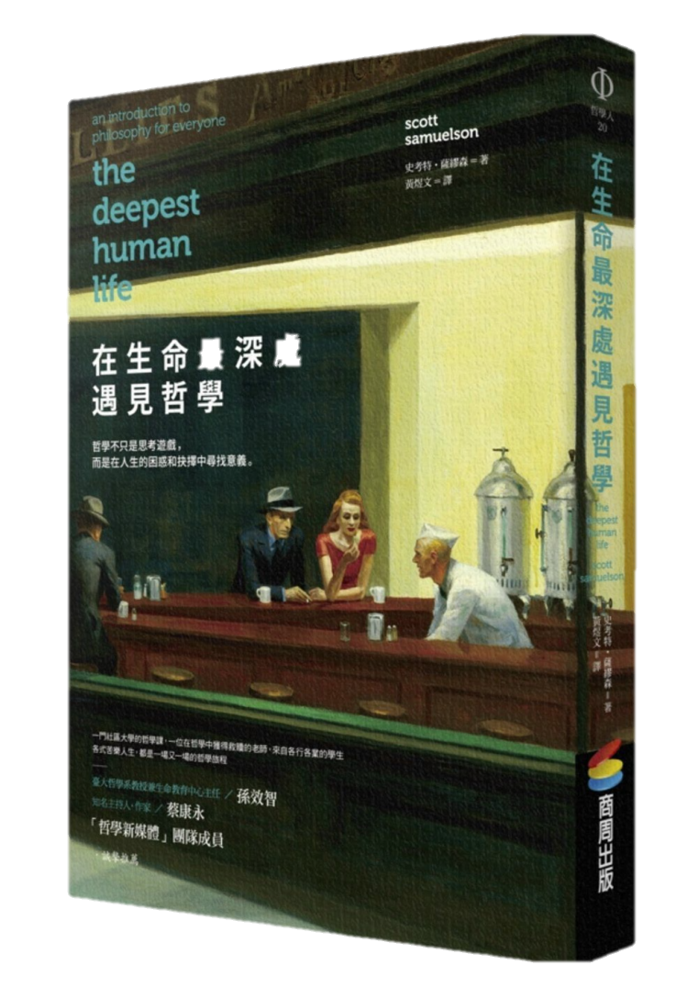 an introduction to
philosophy for everyone
the
deepest
human
life
scott
samuelson
史考特・薩繆森＝著
黃煜文＝譯
在生命最深處
遇見哲學
哲學不只是思考遊戲，
而是在人生的困惑和抉擇中尋找意義。
一門社區大學的哲學課，一位在哲學中獲得救贖的老師，來自各行各業的學生
各式苦樂人生，都是一場又一場的哲學旅程
臺大哲學系教授兼生命教育中心主任／孫效智
知名主持人、作家／蔡康永
「哲學新媒體」團隊成員
・誠摯推薦
Φ
哲學人
20
在生命最深處遇見哲學
the
deepest
human
life
scott
samuelson
史考特・薩繆森＝著
黃煜文＝譯
商周出版